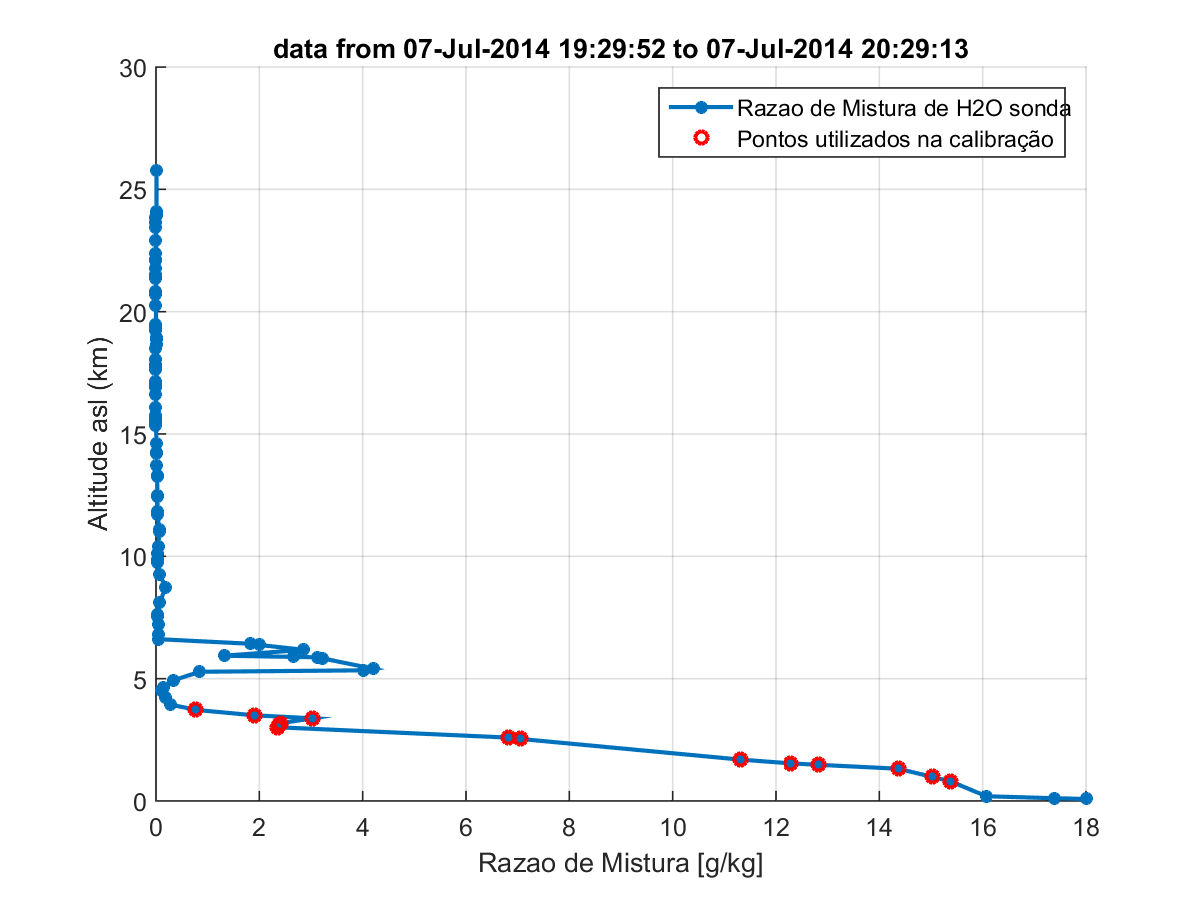 data from 07-Jul-2014 19:29:52 to 07-Jul-2014 20:29:13
Razao de Mistura de H2O sonda
Pontos utilizados na calibração
30
25
20
15
10
5
0
Altitude asl (km)
0 2 4 6 8 10 12 14 16 18
Razao de Mistura [g/kg]